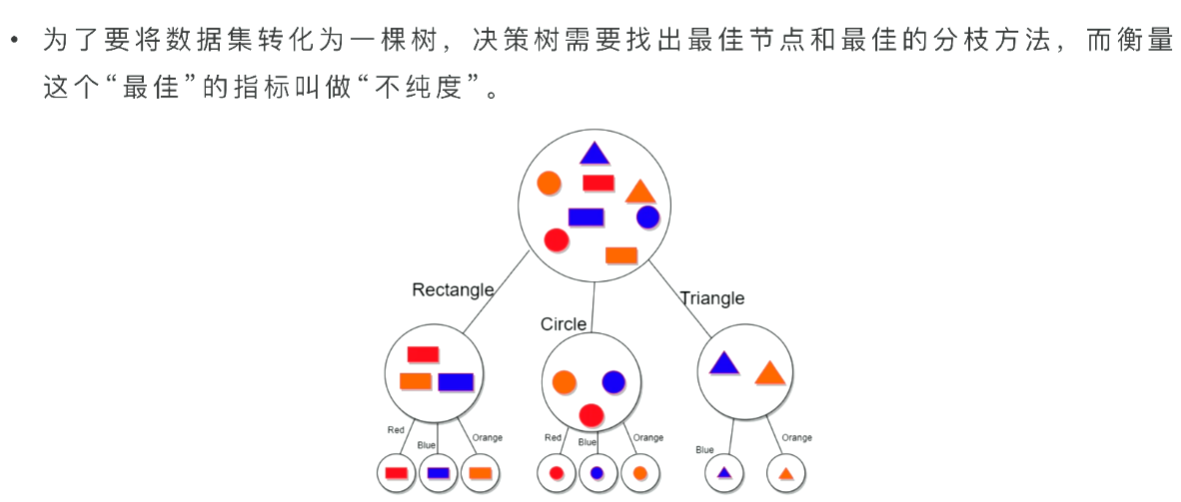 • 为了要将数据集转化为一棵树，决策树需要找出最佳节点和最佳的分枝方法，而衡量
这个“最佳”的指标叫做“不纯度”。
Rectangle
Circle
Triangle
Red
Blue
Orange
Red
Blue
Orange
Blue
Orange